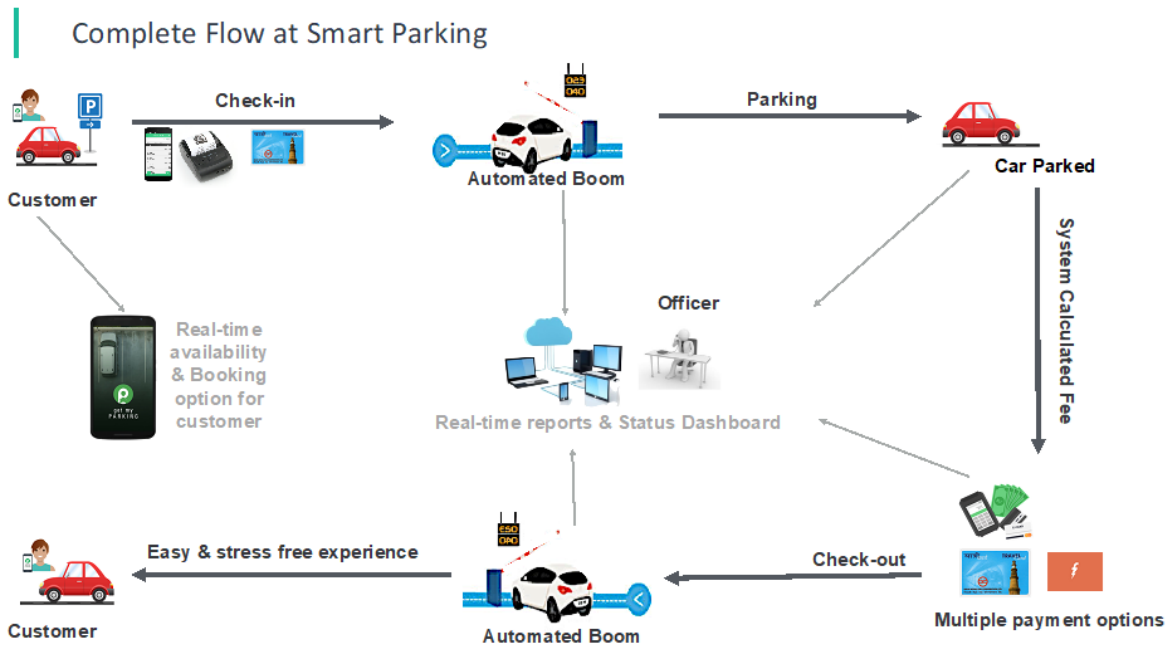 Complete Flow at Smart Parking
Check-in
Parking
P
023
040
Automated Boom
Car Parked
Customer
System Calculated Fee
Officer
Real-time
availability
& Booking
option for
customer
P
get my
PARKING
Real-time reports & Status Dashboard
Easy & stress free experience
Check-out
Multiple payment options
Automated Boom
Customer